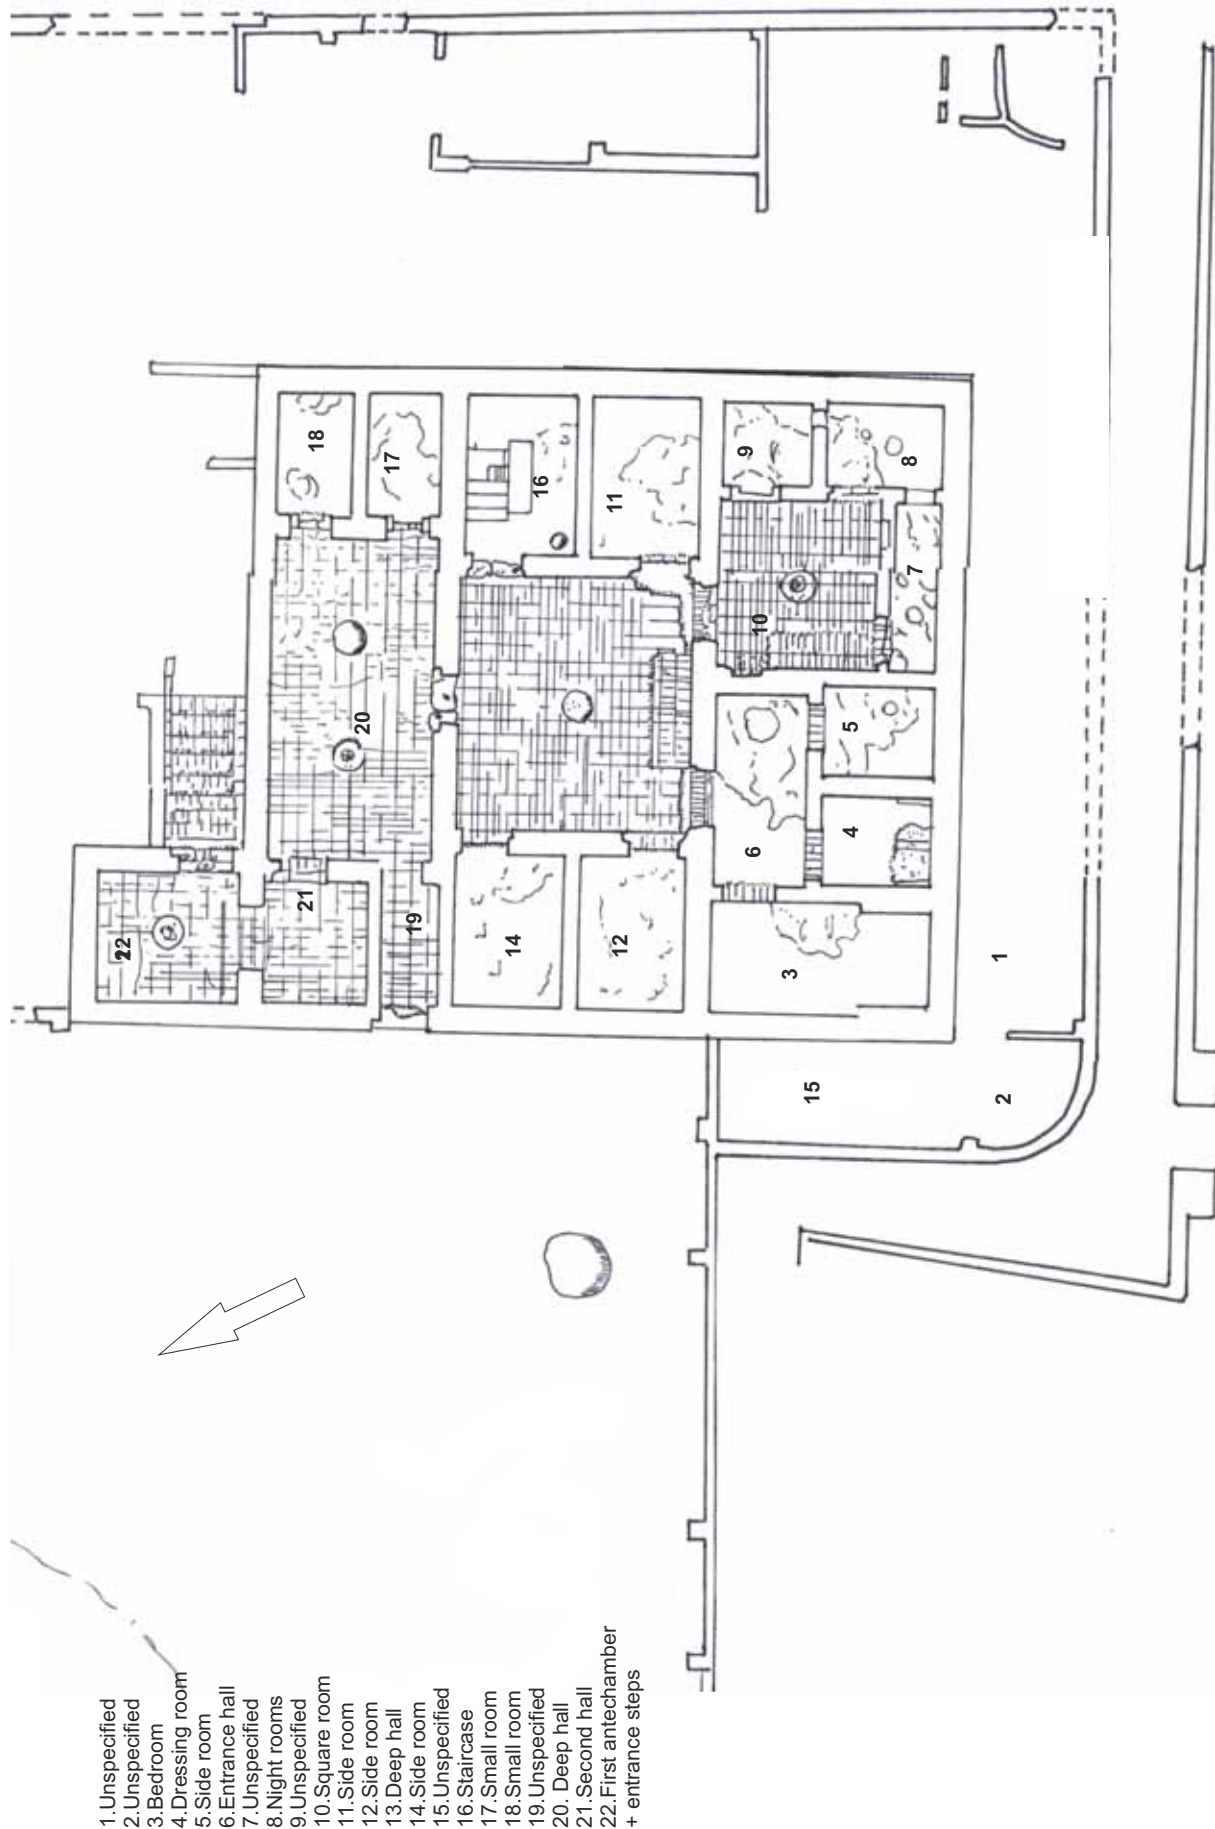 1.Unspecified
2.Unspecified
3.Bedroom
4.Dressing room
5.Side room
6.Entrance hall
7.Unspecified
8.Night rooms
9.Unspecified
10.Square room
11.Side room
12.Side room
13.Deep hall
14.Side room
15.Unspecified
16.Staircase
17.Small room
18.Small room
19.Unspecified
20. Deep hall
21.Second hall
22.First antechamber
+ entrance steps
22
21
19
20
18
17
14
16
12
11
3
6
4
5
10
9
8
7
15
2
1